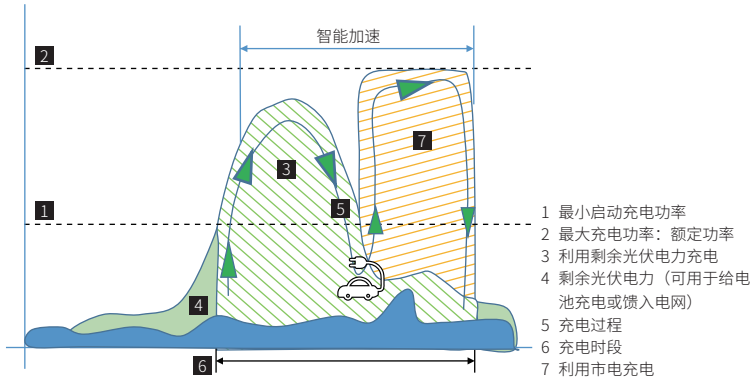 智能加速
2
3
7
5
1
4
6
1 最小启动充电功率
2 最大充电功率：额定功率
3 利用剩余光伏电力充电
4 剩余光伏电力（可用于给电
池充电或馈入电网）
5 充电过程
6 充电时段
7 利用市电充电